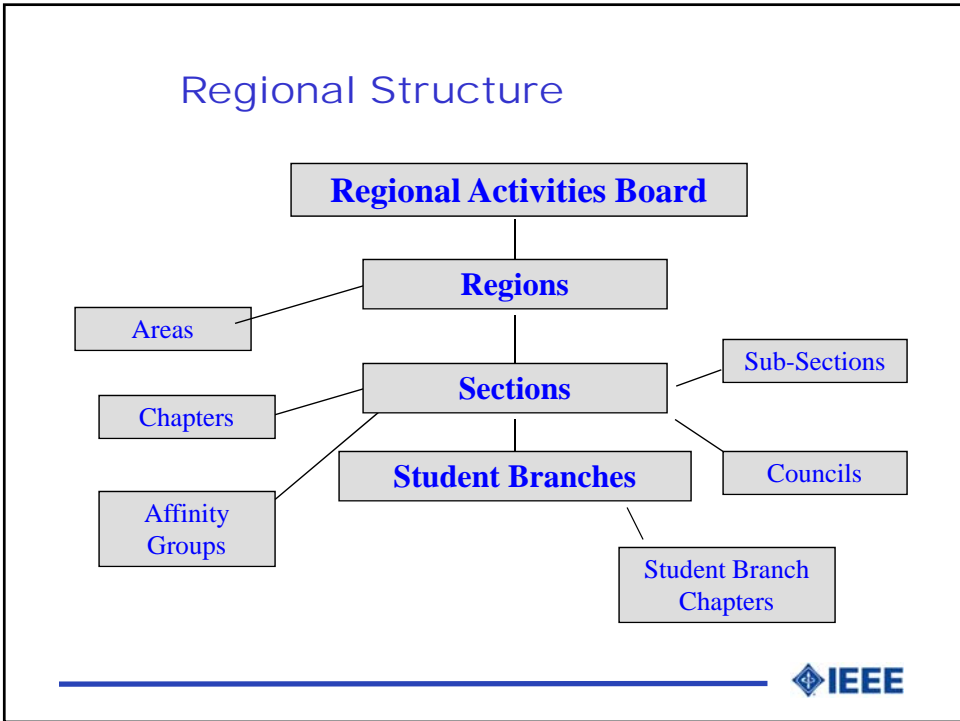 Regional Structure
Regional Activities Board
Regions
Areas
Sub-Sections
Sections
Chapters
Student Branches
Councils
Affinity
Groups
Student Branch
Chapters
IEEE